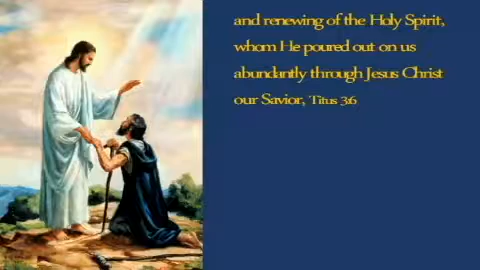 and renewing of the Holy Spirit,
whom He poured out on us
abundantly through Jesus Christ
our Savior, Titus 3:6